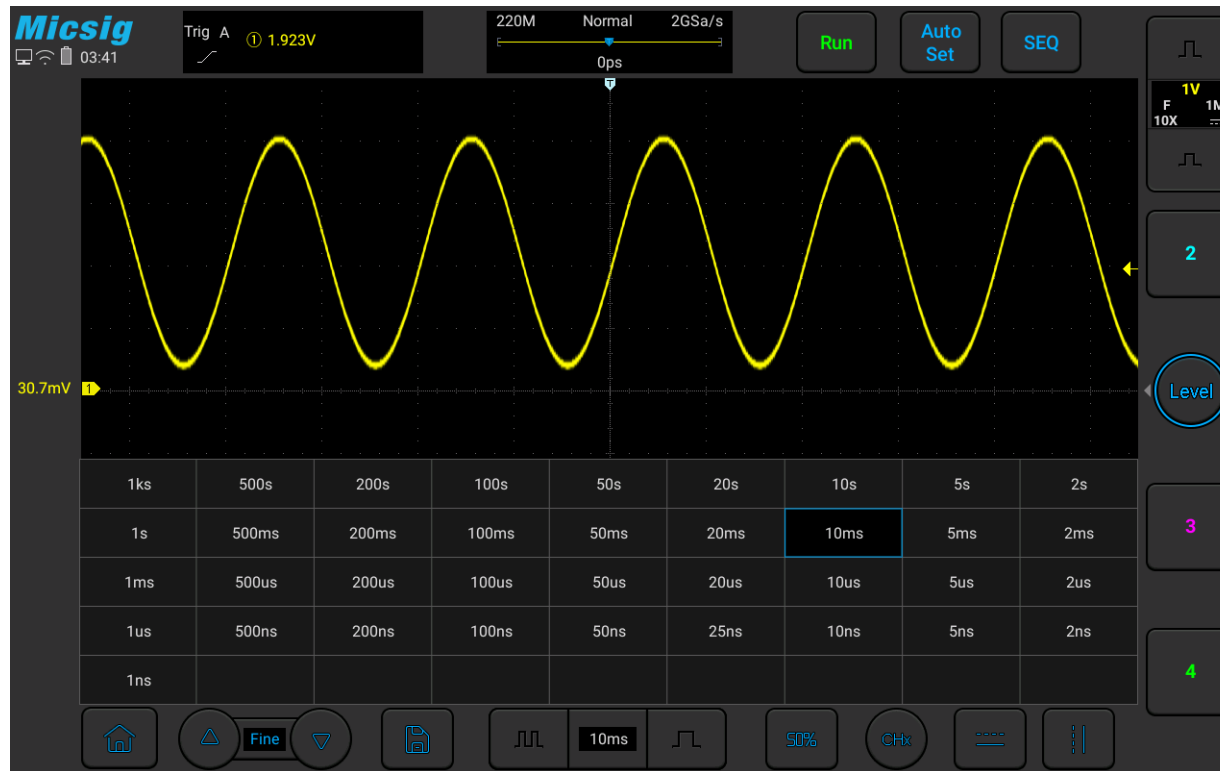 Micsig
03:41
Trig A ① 1.923V
220M Normal 2GSa/s
0ps
Run
Auto
Set
SEQ
T
1V
F 1M
10X
2
30.7mV 1
Level
1ks 500s 200s 100s 50s 20s 10s 5s 2s
1s 500ms 200ms 100ms 50ms 20ms 10ms 5ms 2ms
3
1ms 500us 200us 100us 50us 20us 10us 5us 2us
1us 500ns 200ns 100ns 50ns 25ns 10ns 5ns 2ns
1ns
4
Fine
10ms
50%
CHx